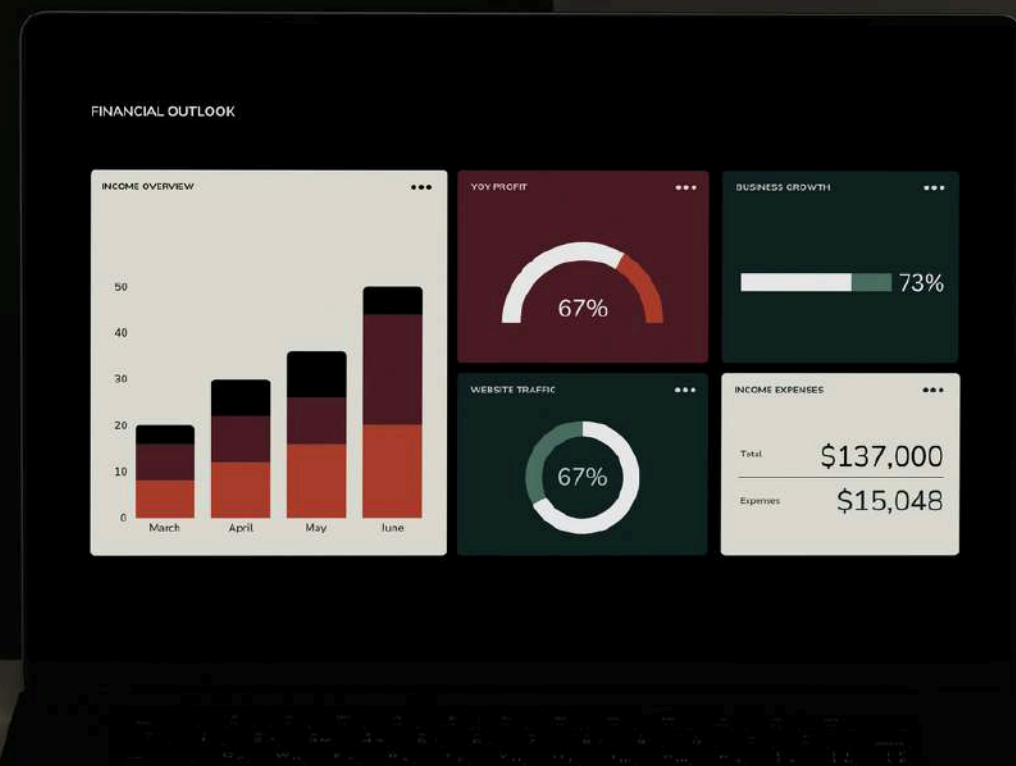 FINANCIAL OUTLOOK
INCOME OVERVIEW
50
40
30
20
10
0
March
April
May
June
YOY PROFIT
67%
BUSINESS GROWTH
73%
WEBSITE TRAFFIC
67%
INCOME EXPENSES
Total
$137,000
Expenses
$15,048